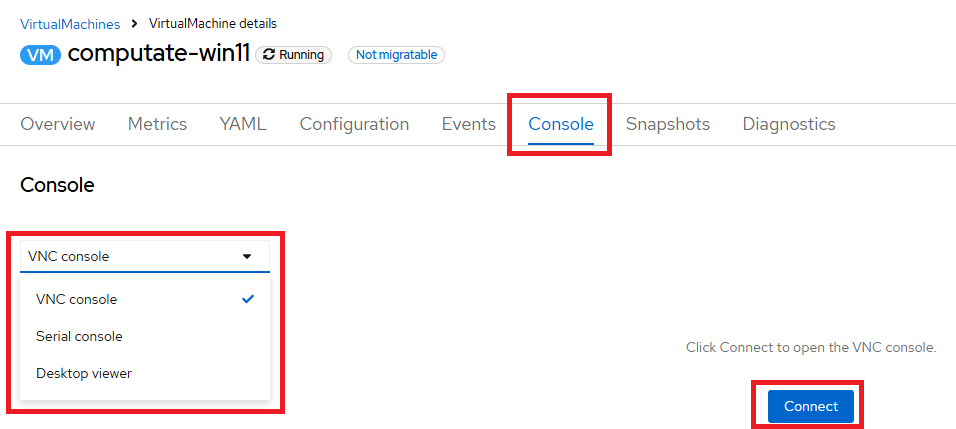 VirtualMachines > VirtualMachine details
VM computate-win11 Running Not migratable
Overview Metrics YAML Configuration Events Console Snapshots Diagnostics
Console
VNC console
VNC console
Serial console
Desktop viewer
Click Connect to open the VNC console.
Connect